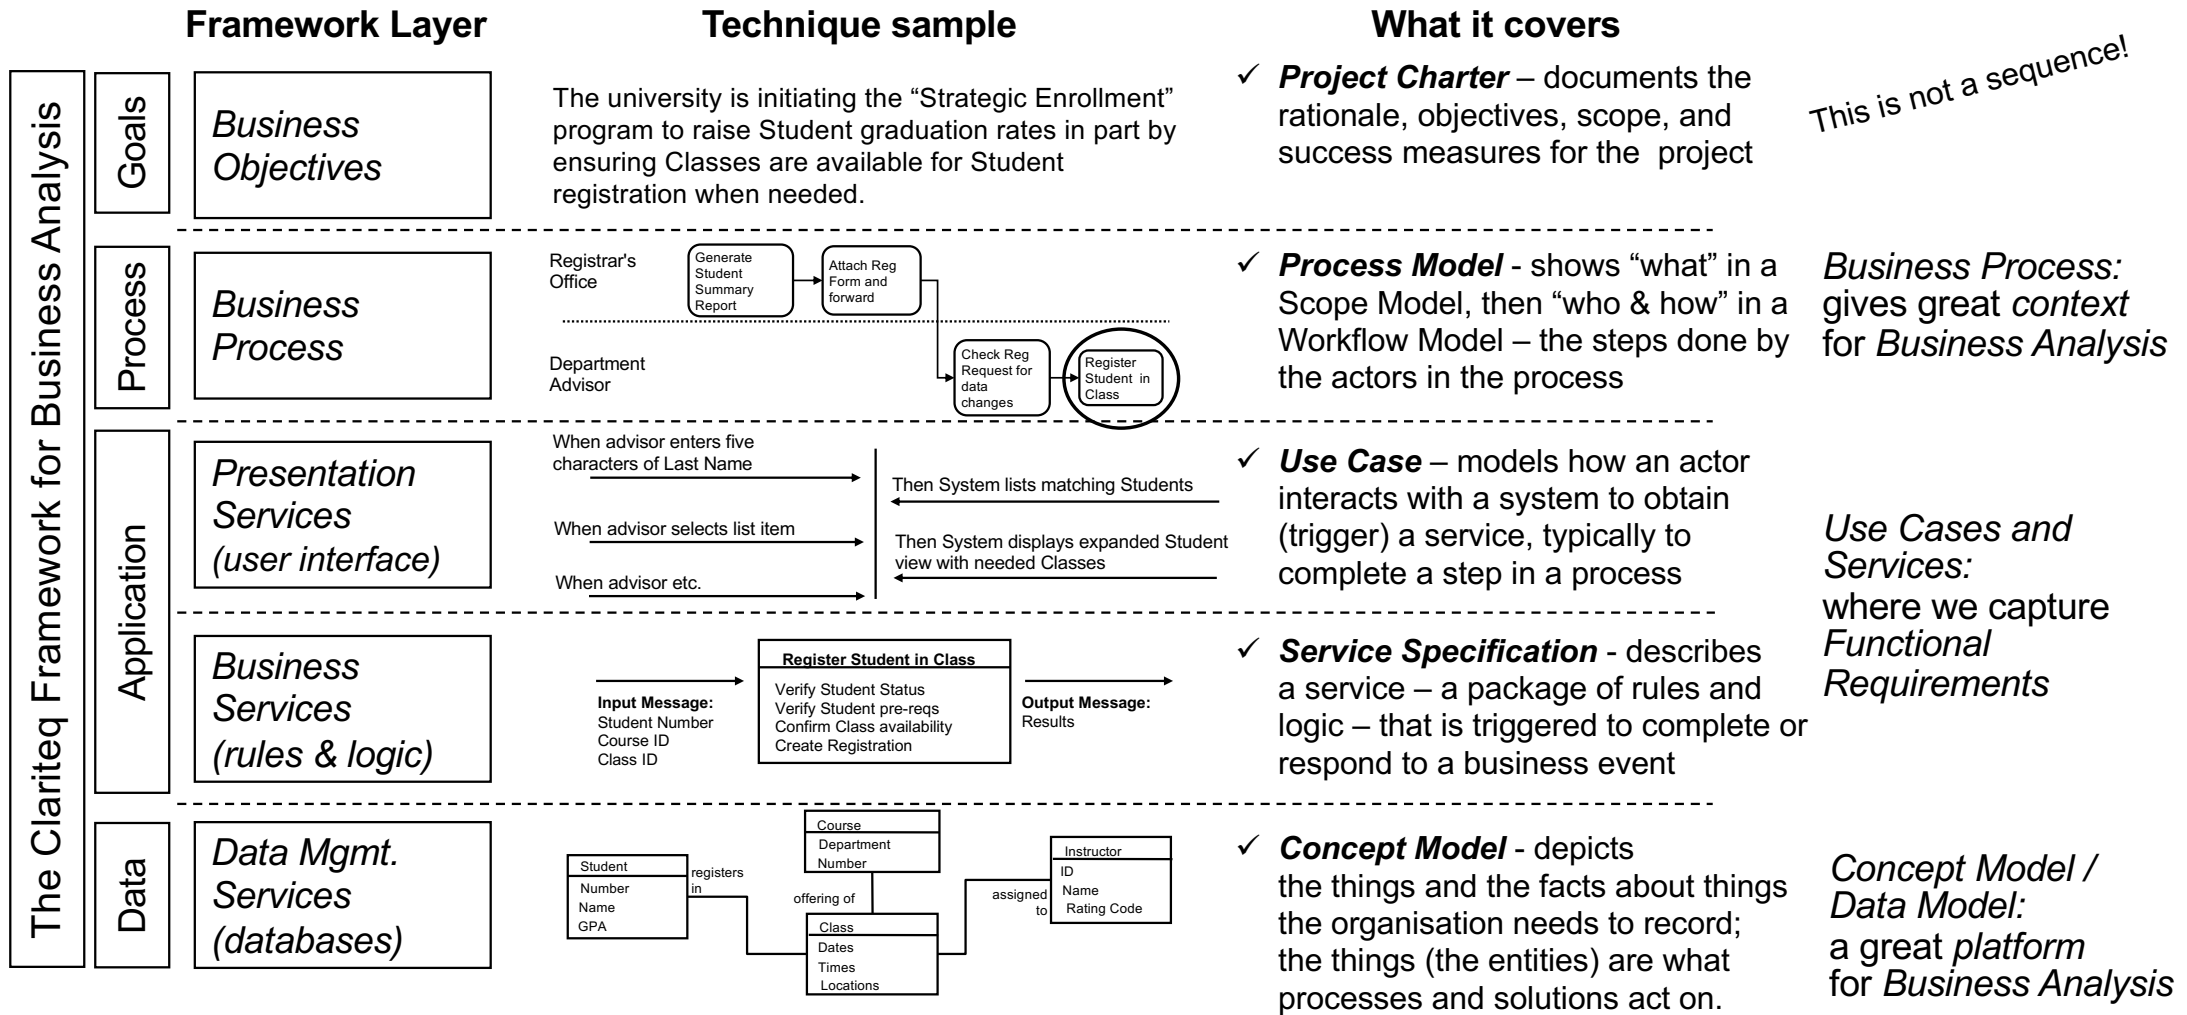 Framework Layer
Technique sample
What it covers
This is not a sequence!
The Clariteq Framework for Business Analysis
Goals
Business
Objectives
The university is initiating the “Strategic Enrollment”
program to raise Student graduation rates in part by
ensuring Classes are available for Student
registration when needed.
✓ Project Charter – documents the
rationale, objectives, scope, and
success measures for the project
Process
Business
Process
Registrar's
Office
Generate
Student
Summary
Report
Attach Reg
Form and
forward
Department
Advisor
Check Reg
Request for
data
changes
Register
Student in
Class
✓ Process Model - shows “what” in a
Scope Model, then “who & how” in a
Workflow Model – the steps done by
the actors in the process
Business Process:
gives great context
for Business Analysis
Application
Presentation
Services
(user interface)
When advisor enters five
characters of Last Name
Then System lists matching Students
When advisor selects list item
Then System displays expanded Student
view with needed Classes
When advisor etc.
✓ Use Case – models how an actor
interacts with a system to obtain
(trigger) a service, typically to
complete a step in a process
Use Cases and
Services:
where we capture
Functional
Requirements
Business
Services
(rules & logic)
Input Message:
Student Number
Course ID
Class ID
Register Student in Class
Verify Student Status
Verify Student pre-reqs
Confirm Class availability
Create Registration
Output Message:
Results
✓ Service Specification - describes
a service – a package of rules and
logic – that is triggered to complete or
respond to a business event
Data
Data Mgmt.
Services
(databases)
Student
Number
Name
GPA
registers
in
Course
Department
Number
offering of
Class
Dates
Times
Locations
assigned
to
Instructor
ID
Name
Rating Code
✓ Concept Model - depicts
the things and the facts about things
the organisation needs to record;
the things (the entities) are what
processes and solutions act on.
Concept Model /
Data Model:
a great platform
for Business Analysis